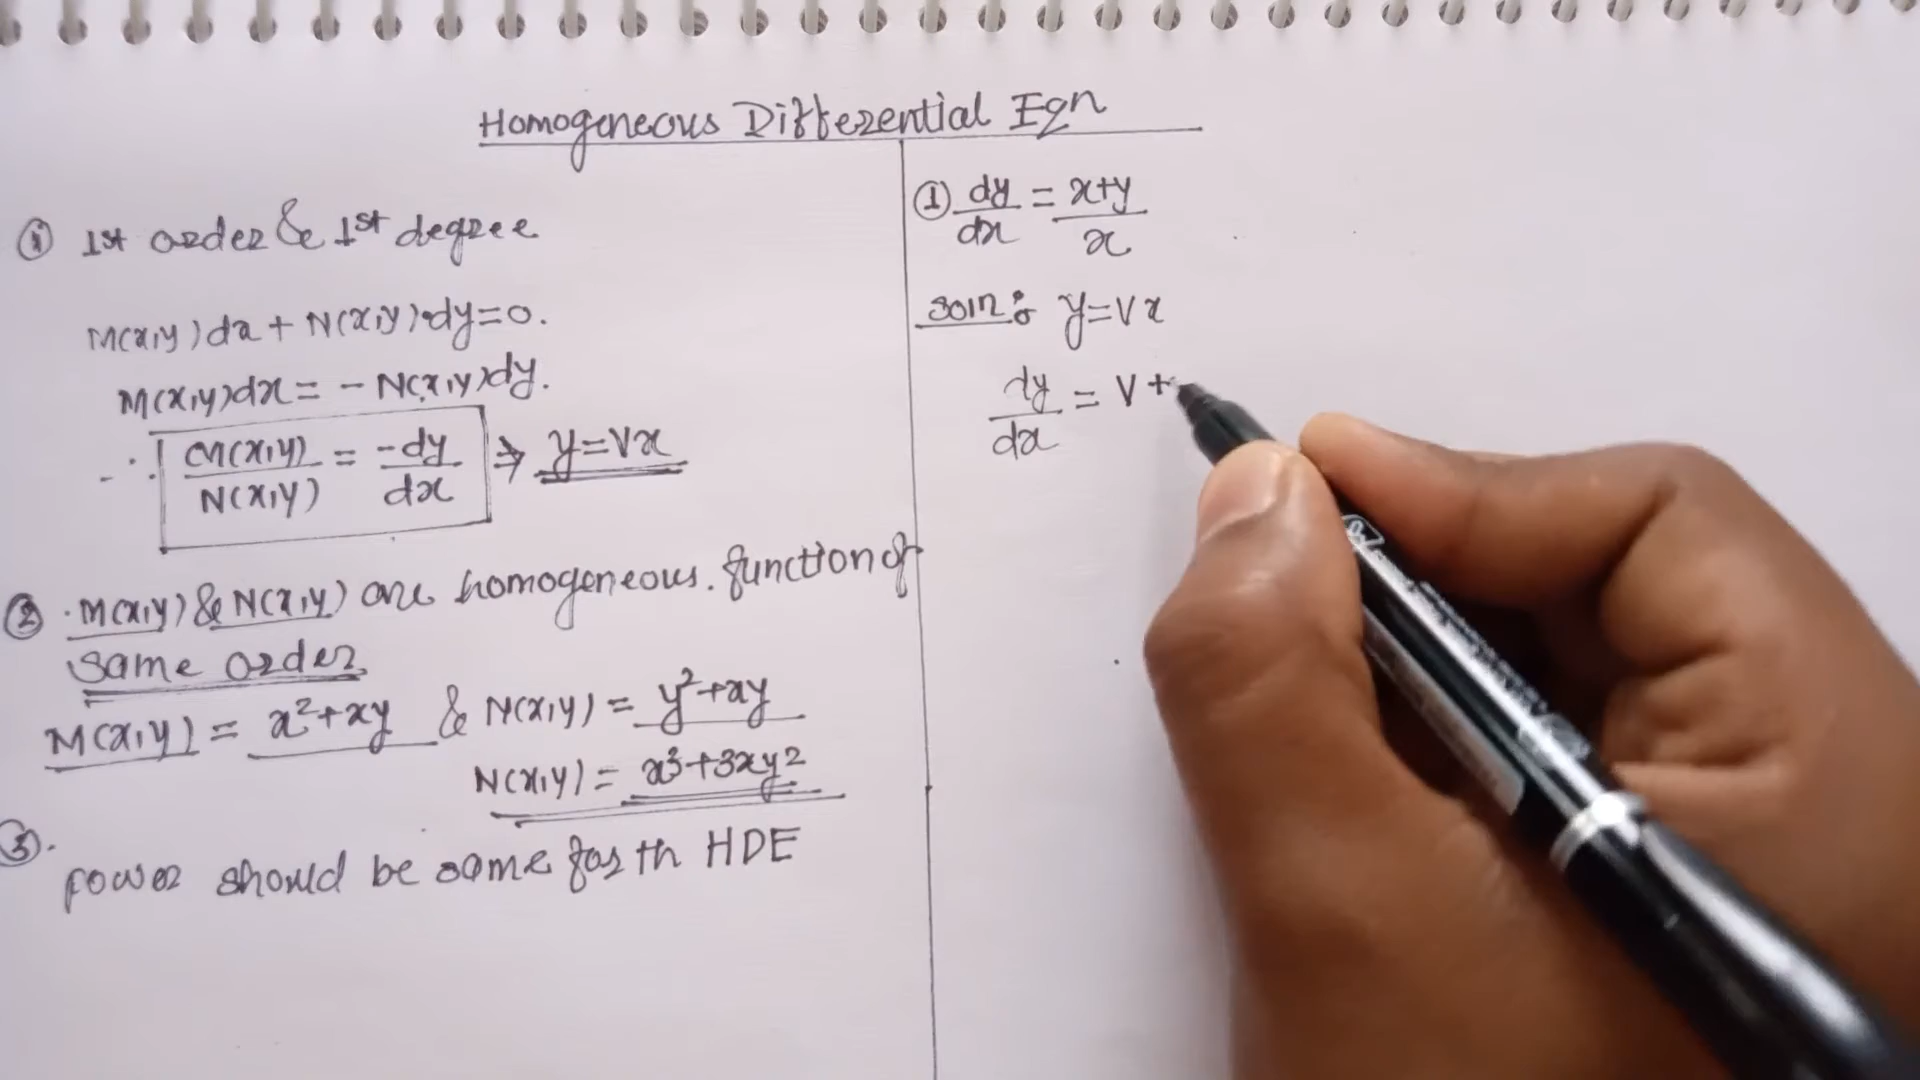 Homogeneous Differential Eqn
① 1st order & 1st degree
M(x,y)dx + N(x,y)•dy=0.
M(x,y)dx = - N(x,y)dy.
∴ M(x,y)/N(x,y) = -dy/dx ⇒ y=vx
② . M(x,y) & N(x,y) are homogeneous. function of
same order
M(x,y) = x²+xy & N(x,y) = y²+xy
N(x,y) = x³+3xy²
③.
power should be same for th HDE
① dy/dx = x+y/x
soln: y=vx
dy/dx = v +